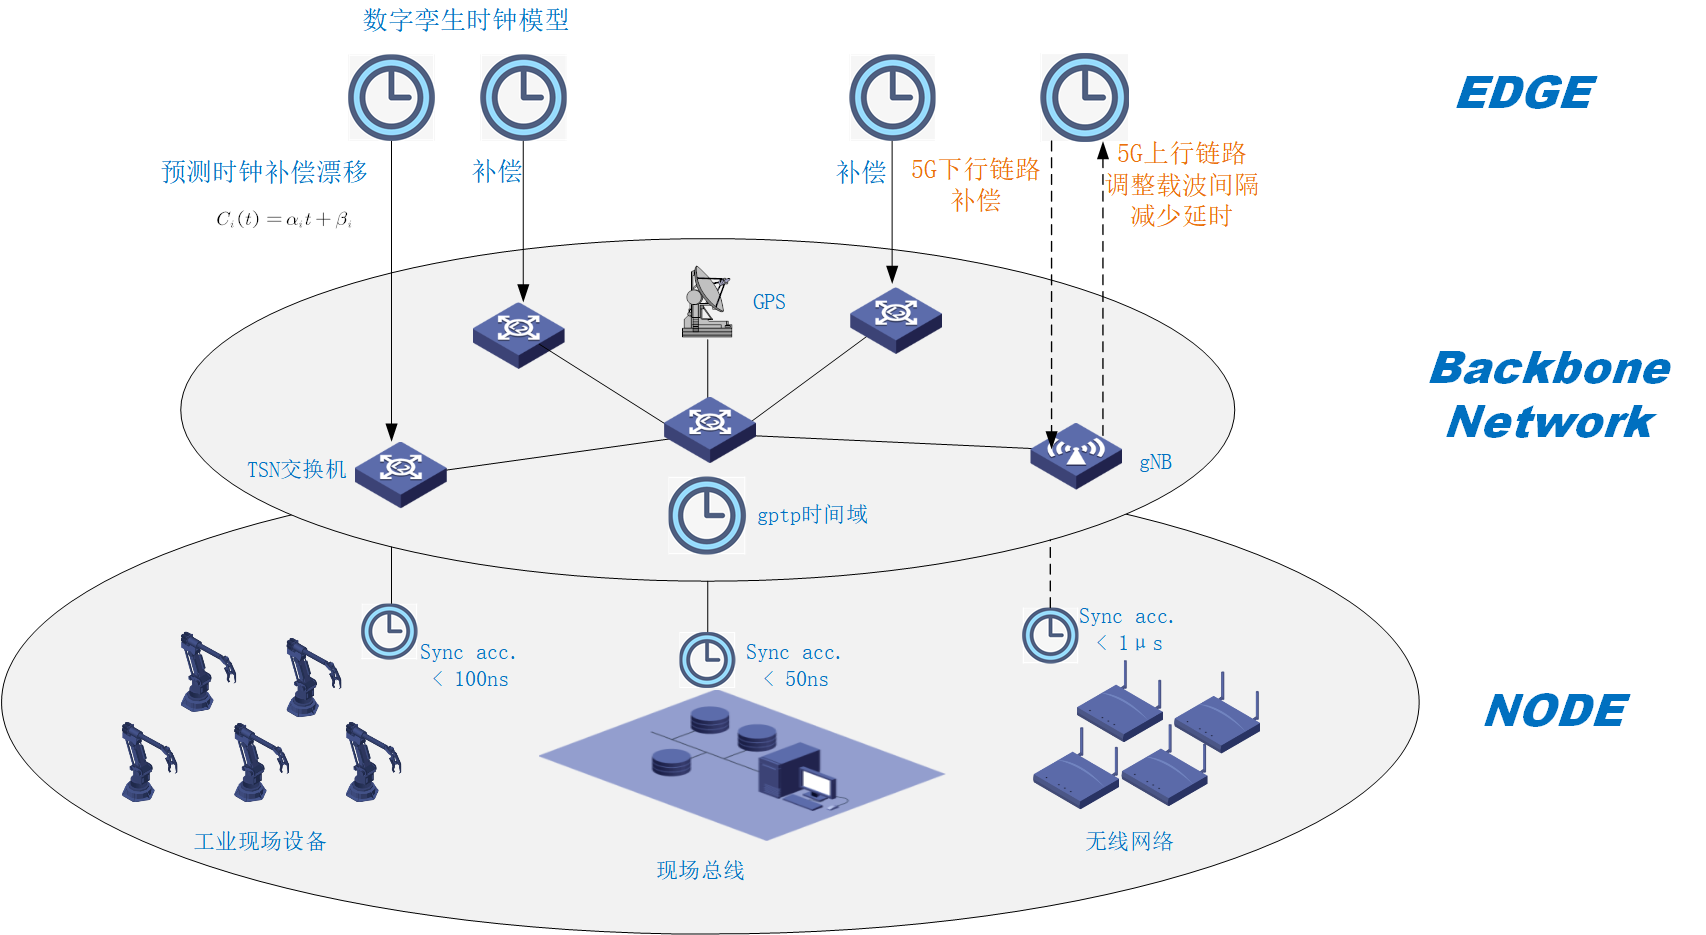 数字孪生时钟模型
EDGE
预测时钟补偿漂移
补偿
补偿
5G下行链路
补偿
5G上行链路
调整载波间隔
减少延时
C_i(t)=α_i t+β_i
GPS
Backbone
Network
TSN交换机
gNB
gptp时间域
Sync acc.
< 100ns
Sync acc.
< 50ns
Sync acc.
< 1μs
NODE
工业现场设备
现场总线
无线网络